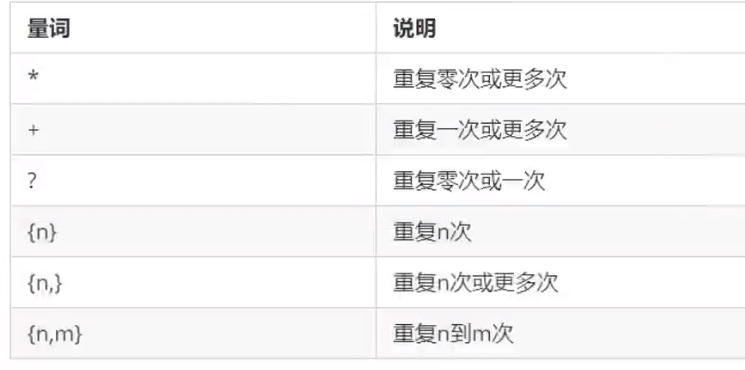 量词 说明
* 重复零次或更多次
+ 重复一次或更多次
? 重复零次或一次
{n} 重复n次
{n,} 重复n次或更多次
{n,m} 重复n到m次